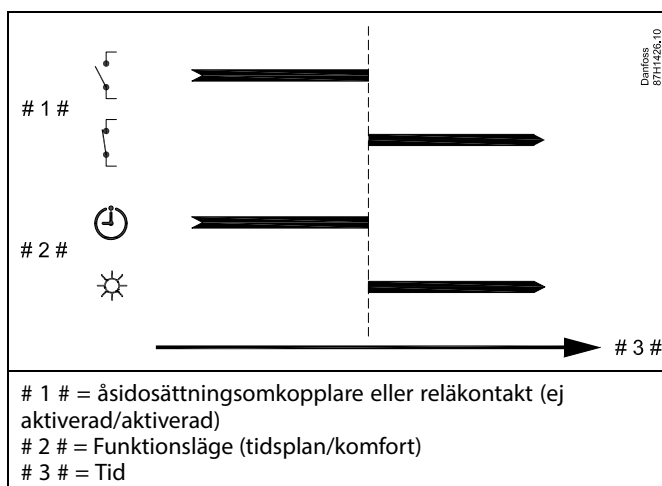 Danfoss
87H1426.10
# 1 #
# 2 #
# 3 #
# 1 # = åsidosättningsomkopplare eller reläkontakt (ej
aktiverad/aktiverad)
# 2 # = Funktionsläge (tidsplan/komfort)
# 3 # = Tid